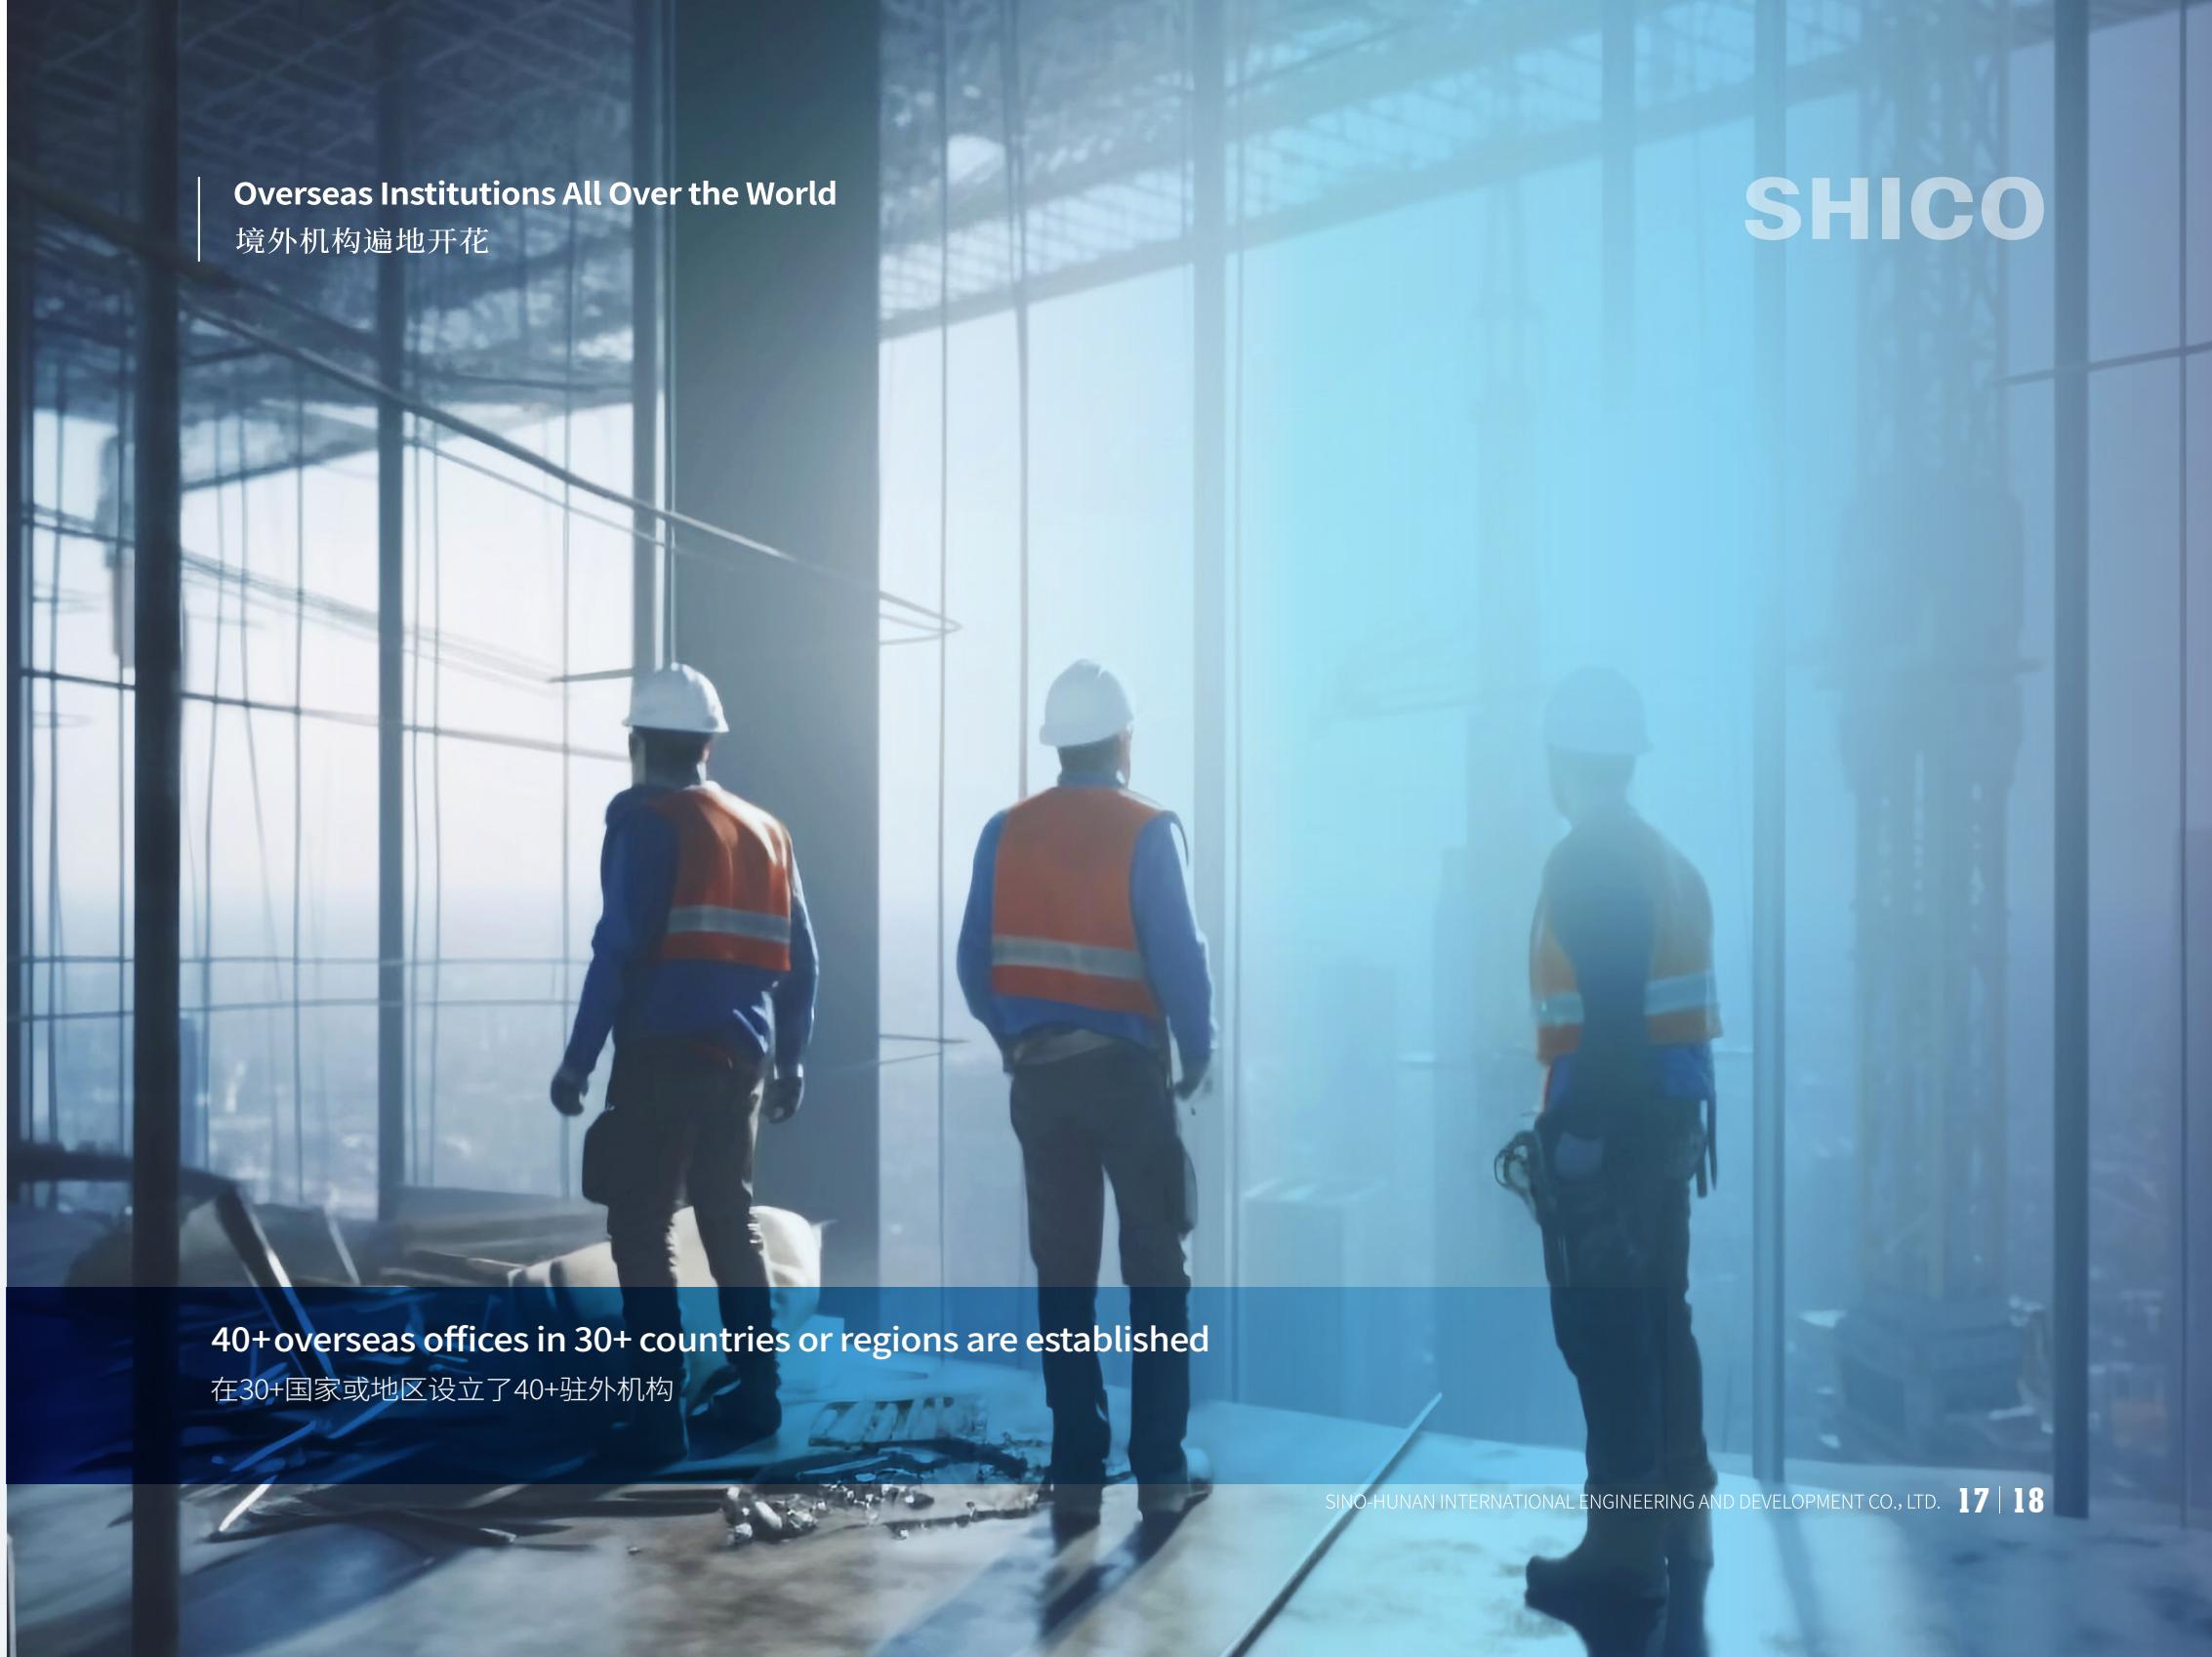 Overseas Institutions All Over the World
境外机构遍地开花
SHICO
40+overseas offices in 30+ countries or regions are established
在30+国家或地区设立了40+驻外机构
SINO-HUNAN INTERNATIONAL ENGINEERING AND DEVELOPMENT CO., LTD. 17 | 18